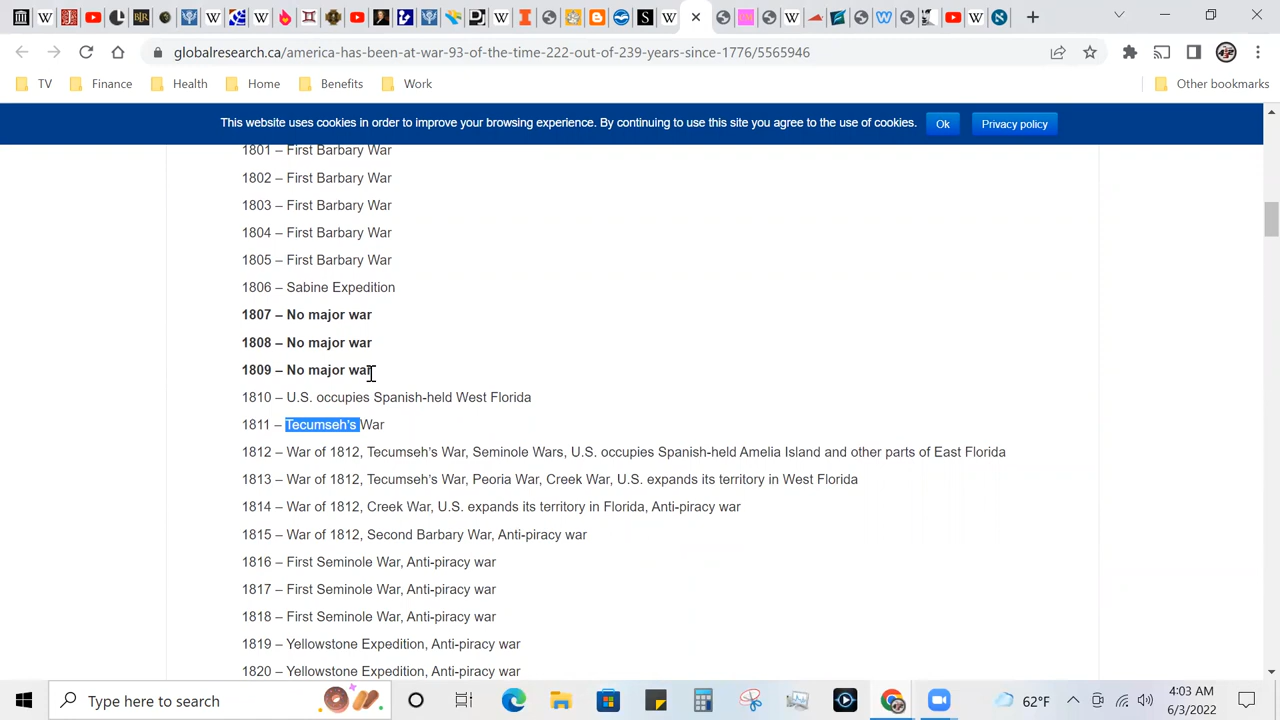 globalresearch.ca/america-has-been-at-war-93-of-the-time-222-out-of-239-years-since-1776/5565946
TV Finance Health Home Benefits Work Other bookmarks
This website uses cookies in order to improve your browsing experience. By continuing to use this site you agree to the use of cookies. Ok Privacy policy
1801 – First Barbary War
1802 – First Barbary War
1803 – First Barbary War
1804 – First Barbary War
1805 – First Barbary War
1806 – Sabine Expedition
1807 – No major war
1808 – No major war
1809 – No major war
1810 – U.S. occupies Spanish-held West Florida
1811 – Tecumseh's War
1812 – War of 1812, Tecumseh's War, Seminole Wars, U.S. occupies Spanish-held Amelia Island and other parts of East Florida
1813 – War of 1812, Tecumseh's War, Peoria War, Creek War, U.S. expands its territory in West Florida
1814 – War of 1812, Creek War, U.S. expands its territory in Florida, Anti-piracy war
1815 – War of 1812, Second Barbary War, Anti-piracy war
1816 – First Seminole War, Anti-piracy war
1817 – First Seminole War, Anti-piracy war
1818 – First Seminole War, Anti-piracy war
1819 – Yellowstone Expedition, Anti-piracy war
1820 – Yellowstone Expedition, Anti-piracy war
Type here to search 62°F 4:03 AM
6/3/2022